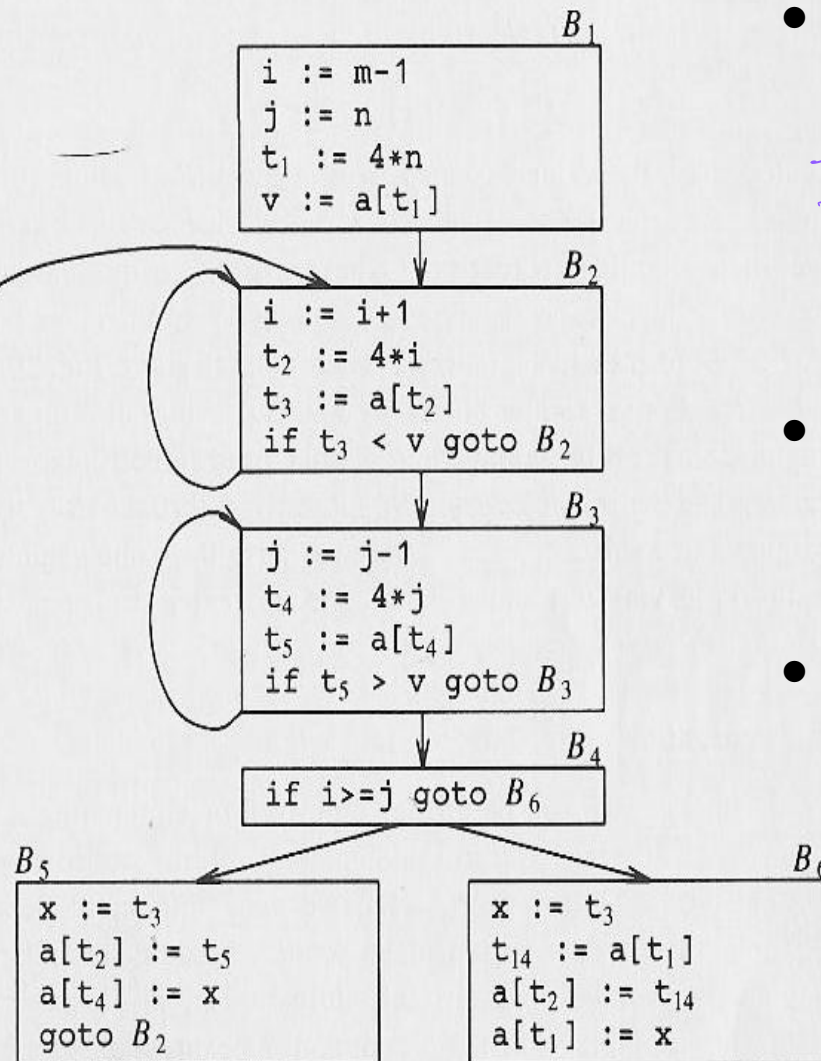 B₁
i := m-1
j := n
t₁ := 4*n
v := a[t₁]
B₂
i := i+1
t₂ := 4*i
t₃ := a[t₂]
if t₃ < v goto B₂
B₃
j := j-1
t₄ := 4*j
t₅ := a[t₄]
if t₅ > v goto B₃
B₄
if i>=j goto B₆
B₅
x := t₃
a[t₂] := t₅
a[t₄] := x
goto B₂
B₆
x := t₃
t₁₄ := a[t₁]
a[t₂] := t₁₄
a[t₁] := x